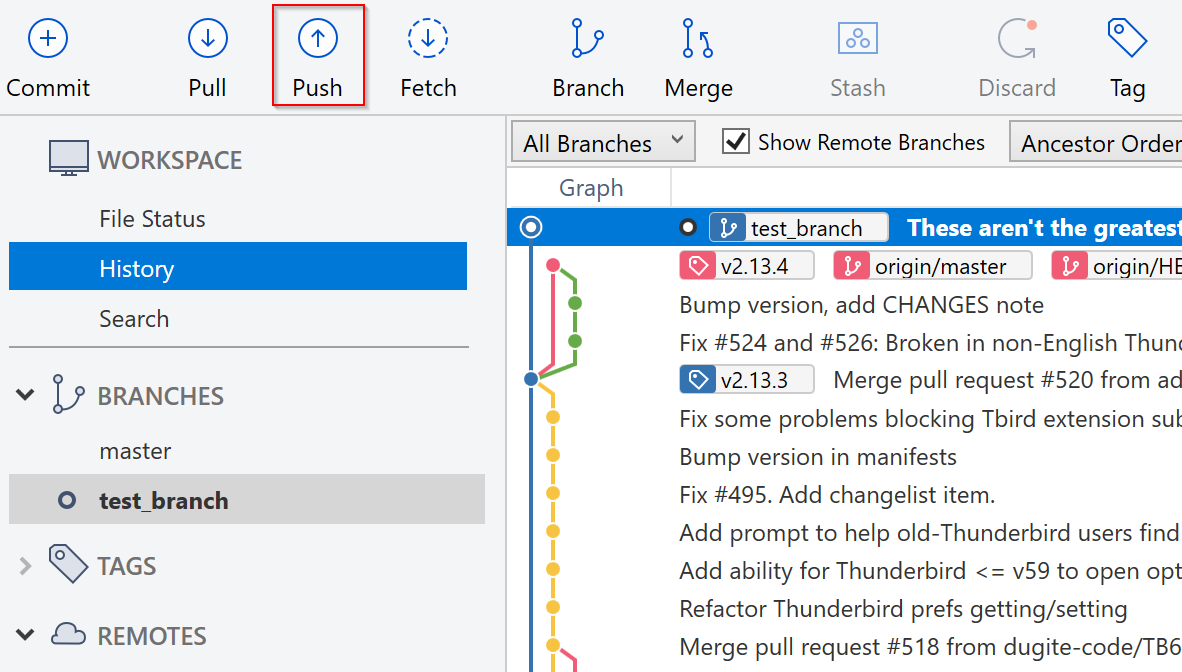 Commit Pull Push Fetch Branch Merge Stash Discard Tag
WORKSPACE
File Status
History
Search
BRANCHES
master
test_branch
TAGS
REMOTES
All Branches Show Remote Branches Ancestor Order
Graph
test_branch These aren't the greatest
v2.13.4 origin/master origin/HE
Bump version, add CHANGES note
Fix #524 and #526: Broken in non-English Thun
v2.13.3 Merge pull request #520 from ad
Fix some problems blocking Tbird extension sub
Bump version in manifests
Fix #495. Add changelist item.
Add prompt to help old-Thunderbird users find
Add ability for Thunderbird <= v59 to open opt
Refactor Thunderbird prefs getting/setting
Merge pull request #518 from dugite-code/TB6